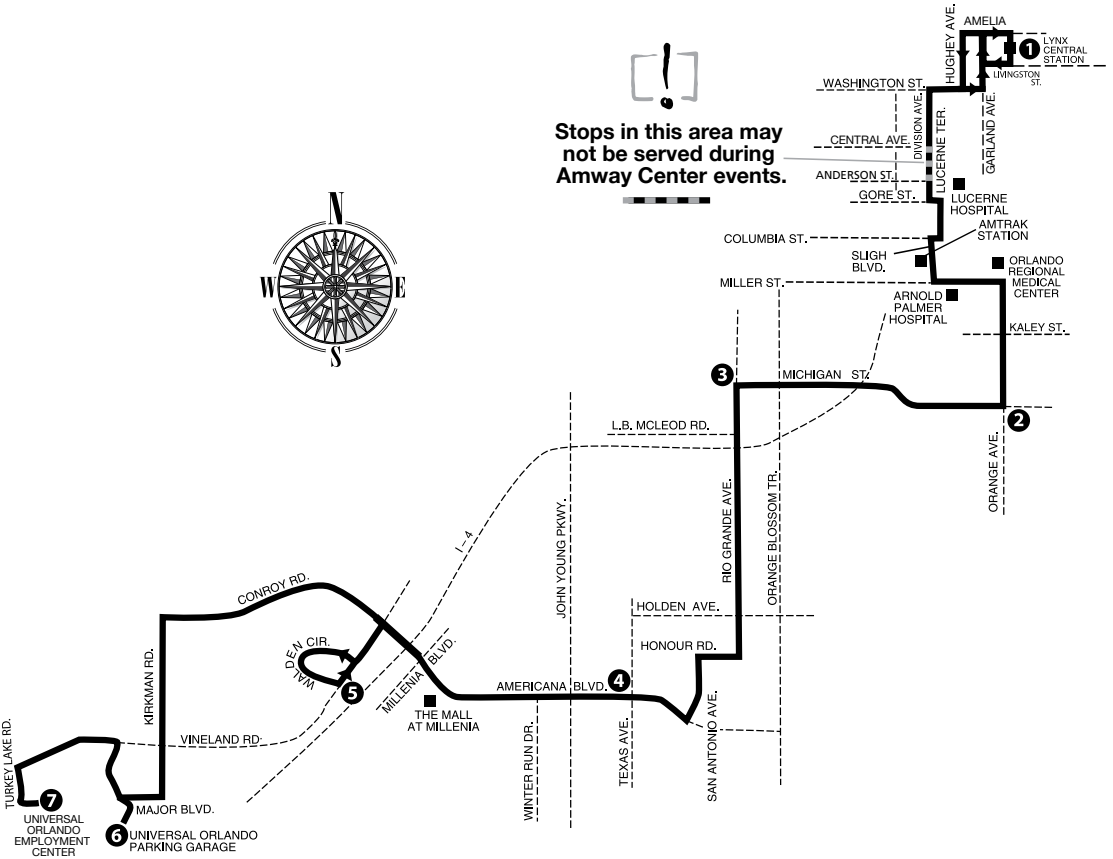 HUGHEY AVE.
AMELIA
1
LYNX
CENTRAL
STATION
LIVINGSTON
ST.
WASHINGTON ST.
DIVISION AVE.
LUCERNE TER.
GARLAND AVE.
!
Stops in this area may
not be served during
Amway Center events.
CENTRAL AVE.
ANDERSON ST.
GORE ST.
LUCERNE
HOSPITAL
AMTRAK
STATION
COLUMBIA ST.
SLIGH
BLVD.
ORLANDO
REGIONAL
MEDICAL
CENTER
MILLER ST.
ARNOLD
PALMER
HOSPITAL
KALEY ST.
N
W
E
S
3
MICHIGAN ST.
2
L.B. MCLEOD RD.
ORANGE AVE.
RIO GRANDE AVE.
ORANGE BLOSSOM TR.
JOHN YOUNG PKWY.
I-4
CONROY RD.
HOLDEN AVE.
HONOUR RD.
WALDEN CIR.
5
MILLENIA BLVD.
AMERICANA BLVD.
4
THE MALL
AT MILLENIA
KIRKMAN RD.
VINELAND RD.
WINTER RUN DR.
TEXAS AVE.
SAN ANTONIO AVE.
TURKEY LAKE RD.
7
UNIVERSAL
ORLANDO
EMPLOYMENT
CENTER
MAJOR BLVD.
6
UNIVERSAL ORLANDO
PARKING GARAGE